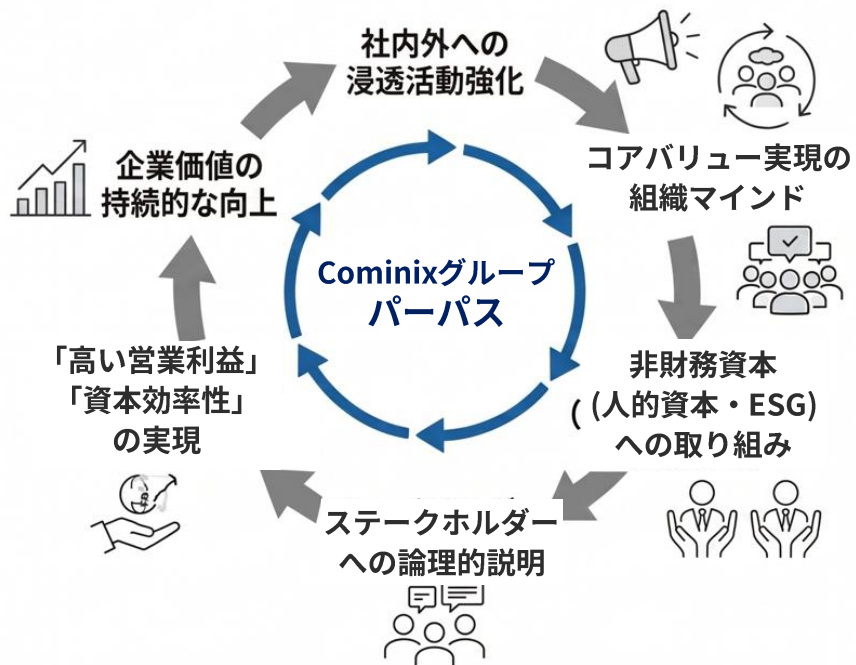 社内外への
浸透活動強化
コアバリュー実現の
組織マインド
非財務資本
( (人的資本・ESG)
への取り組み
ステークホルダー
への論理的説明
「高い営業利益」
「資本効率性」
の実現
企業価値の
持続的な向上
Cominixグループ
パーパス